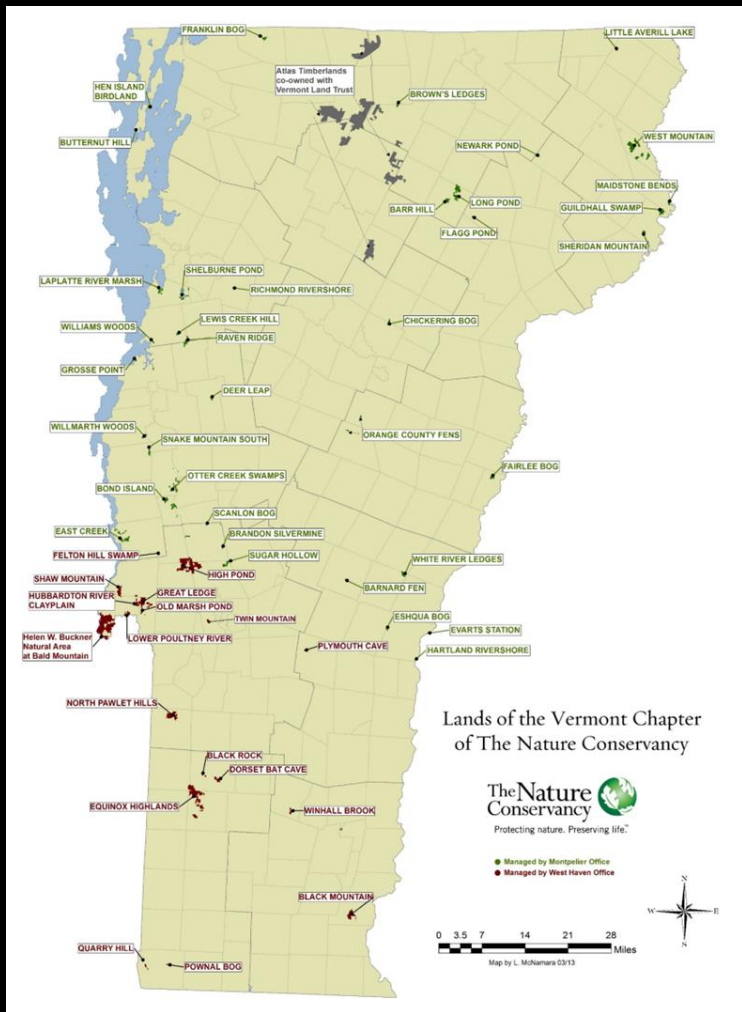 FRANKLIN BOG
LITTLE AVERILL LAKE
Atlas Timberlands
co-owned with
Vermont Land Trust
HEN ISLAND
BIRDLAND
BROWN'S LEDGES
BUTTERNUT HILL
WEST MOUNTAIN
NEWARK POND
MAIDSTONE BENDS
LONG POND
BARR HILL
GUILDHALL SWAMP
FLAGG POND
SHERIDAN MOUNTAIN
SHELBURNE POND
LAPLATTE RIVER MARSH
RICHMOND RIVERSHORE
LEWIS CREEK HILL
CHICKERING BOG
WILLIAMS WOODS
RAVEN RIDGE
GROSSE POINT
DEER LEAP
WILLMARTH WOODS
SNAKE MOUNTAIN SOUTH
ORANGE COUNTY FENS
FAIRLEE BOG
OTTER CREEK SWAMPS
BOND ISLAND
SCANLON BOG
EAST CREEK
BRANDON SILVERMINE
FELTON HILL SWAMP
SUGAR HOLLOW
WHITE RIVER LEDGES
HIGH POND
SHAW MOUNTAIN
BARNARD FEN
HUBBARDTON RIVER
CLAYPLAIN
GREAT LEDGE
OLD MARSH POND
TWIN MOUNTAIN
ESHQUA BOG
EVARTS STATION
Helen W. Buckner
Natural Area
at Bald Mountain
LOWER POULTNEY RIVER
PLYMOUTH CAVE
HARTLAND RIVERSHORE
NORTH PAWLET HILLS
Lands of the Vermont Chapter
of The Nature Conservancy
BLACK ROCK
DORSET BAT CAVE
EQUINOX HIGHLANDS
WINHALL BROOK
The Nature
Conservancy
Protecting nature. Preserving life.™
Managed by Montpelier Office
Managed by West Haven Office
BLACK MOUNTAIN
N
W
E
S
QUARRY HILL
POWNAL BOG
0 3.5 7 14 21 28
Miles
Map by L. McNamara 03/13